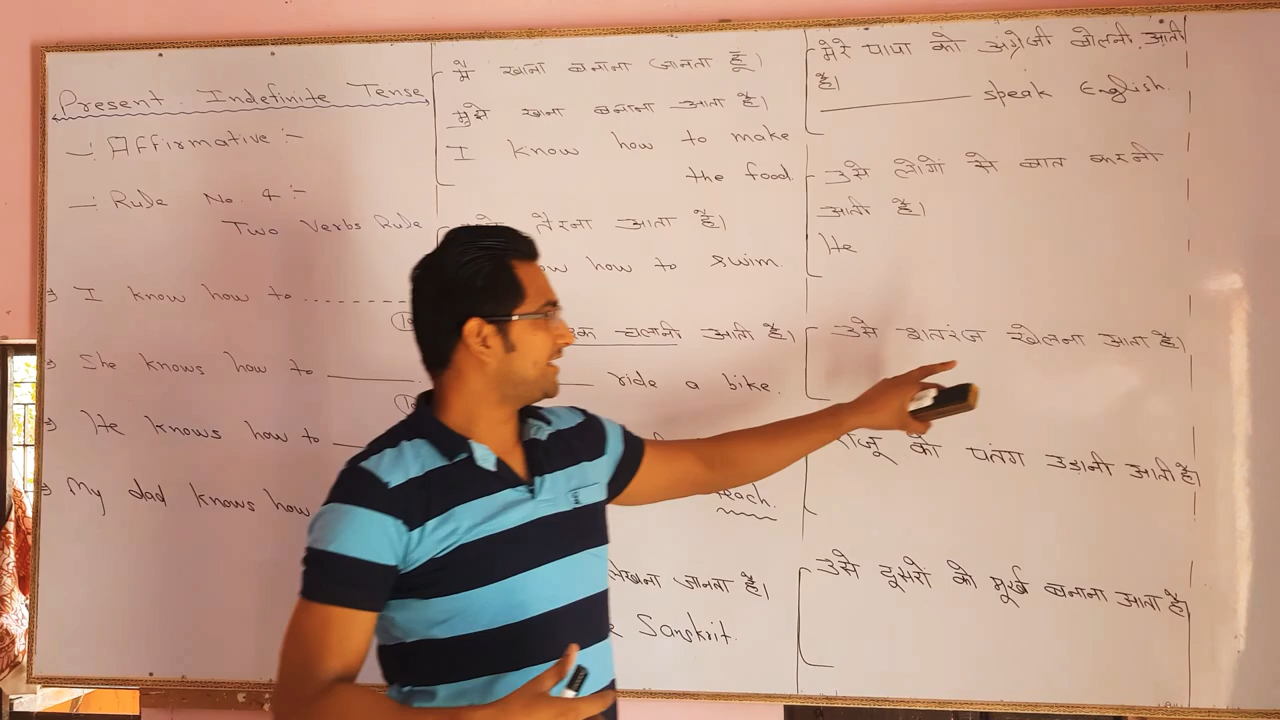 Present Indefinite Tense
Affirmative :-
Rule No. 4 :-
Two Verbs Rule
I know how to
She knows how to
He knows how to
My dad knows how
मैं खाना बनाना जानता हूँ।
मुझे खाना बनाना आता है।
I know how to make
the food
तैरना आता है।
how to swim.
चलानी आती है।
ride a bike.
teach.
जानता है।
Sanskrit.
मेरे पापा को अंग्रेजी बोलनी आती
है।
speak English.
उसे लोगों से बात करनी
आती है।
He
उसे शतरंज खेलना आता है।
राजू को पतंग उडानी आती है।
उसे दूसरों को मूर्ख बनाना आता है।